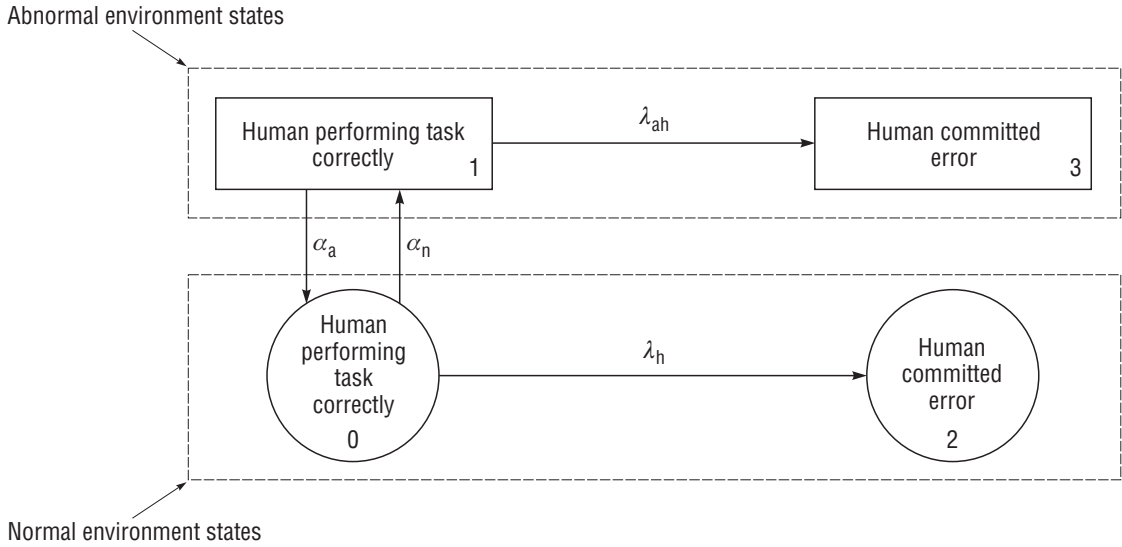 Abnormal environment states
Human performing task
correctly
1
λah
Human committed
error
3
αa
αn
Human
performing
task
correctly
0
λh
Human
committed
error
2
Normal environment states